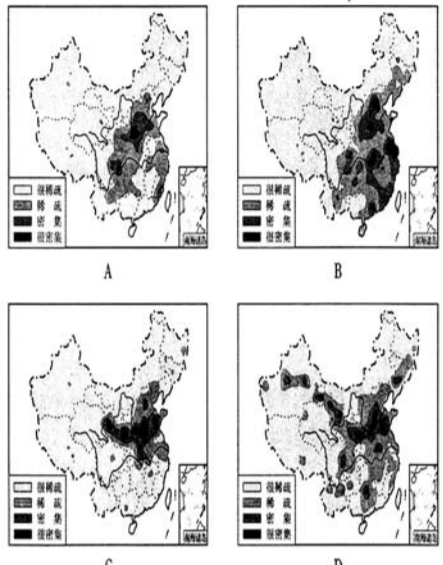 很稀疏
稀 疏
密 集
很密集
南海诸岛
A
很稀疏
稀 疏
密 集
很密集
南海诸岛
B
很稀疏
稀 疏
密 集
很密集
南海诸岛
C
很稀疏
稀 疏
密 集
很密集
南海诸岛
D